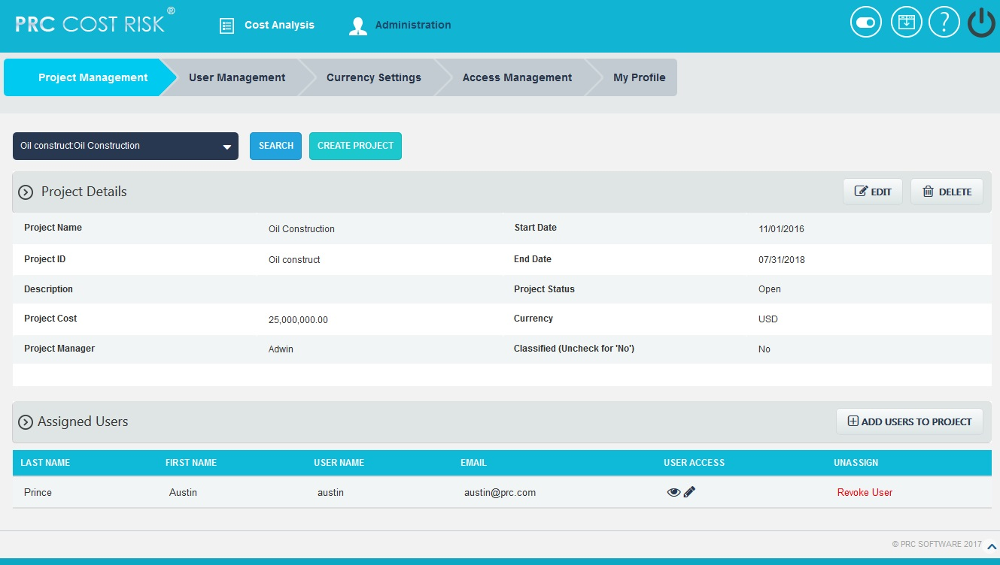 PRC COST RISK ®
Cost Analysis
Administration
?
Project Management
User Management
Currency Settings
Access Management
My Profile
Oil construct:Oil Construction
SEARCH
CREATE PROJECT
Project Details
EDIT
DELETE
Project Name Oil Construction Start Date 11/01/2016
Project ID Oil construct End Date 07/31/2018
Description Project Status Open
Project Cost 25,000,000.00 Currency USD
Project Manager Adwin Classified (Uncheck for 'No') No
Assigned Users
ADD USERS TO PROJECT
LAST NAME FIRST NAME USER NAME EMAIL USER ACCESS UNASSIGN
Prince Austin austin austin@prc.com Revoke User
© PRC SOFTWARE 2017